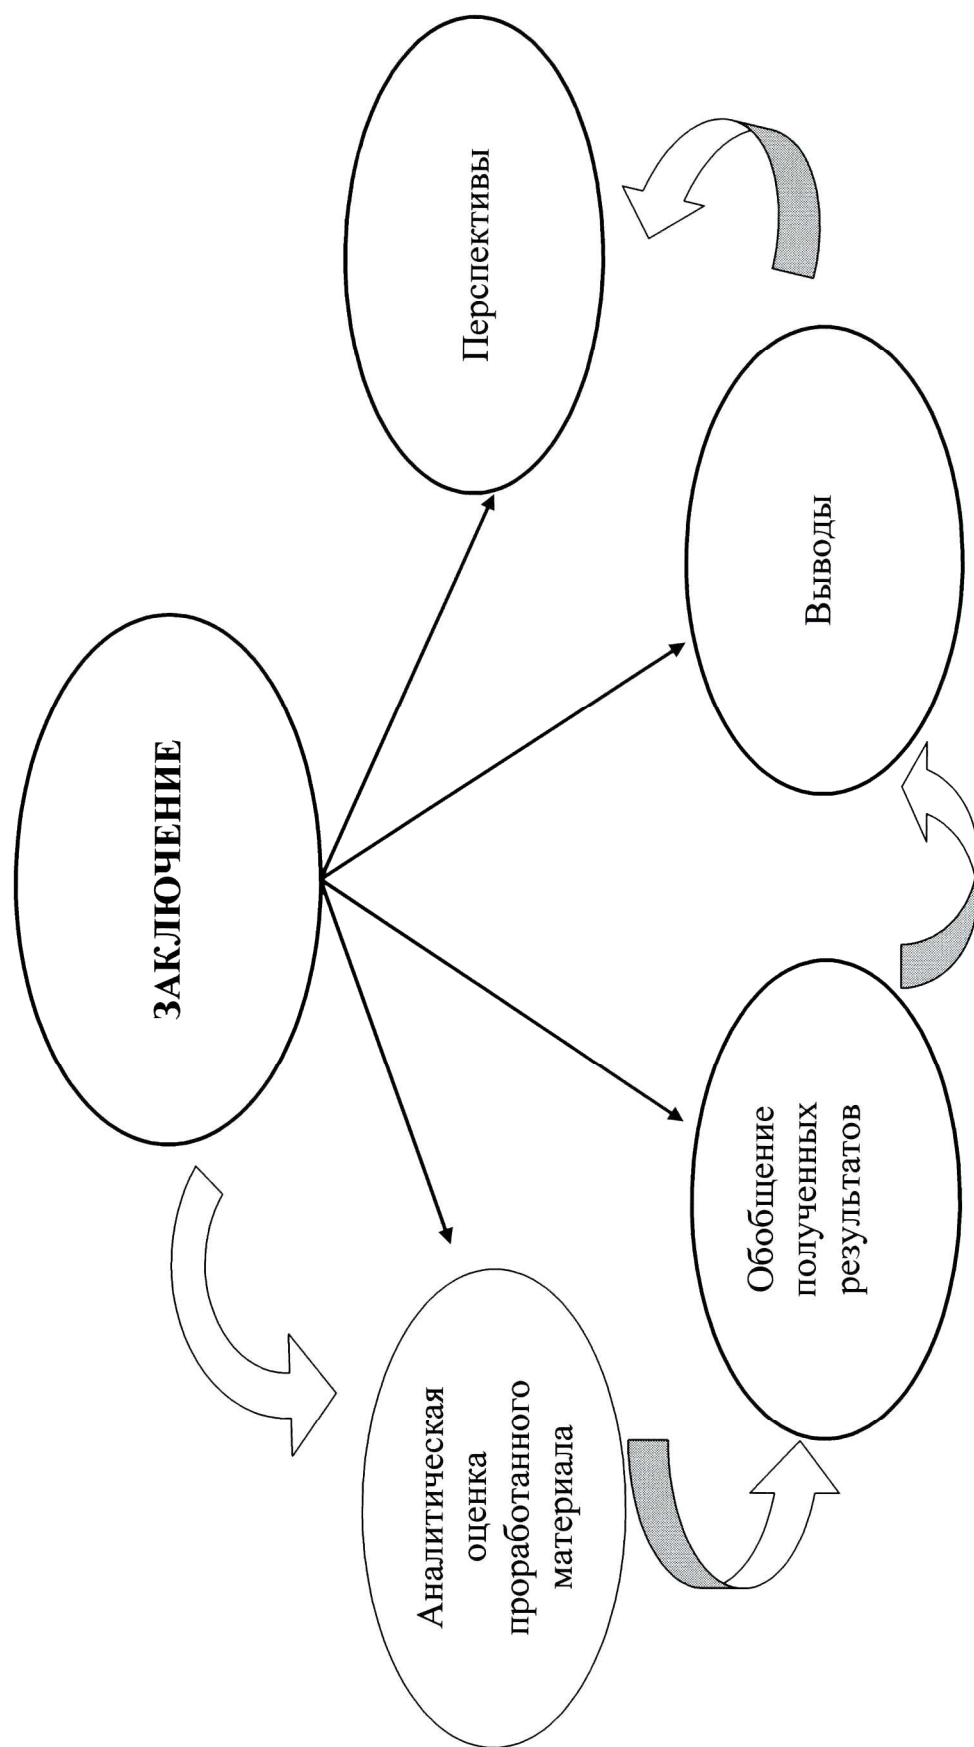 ЗАКЛЮЧЕНИЕ
Аналитическая
оценка
проработанного
материала
Обобщение
полученных
результатов
Выводы
Перспективы